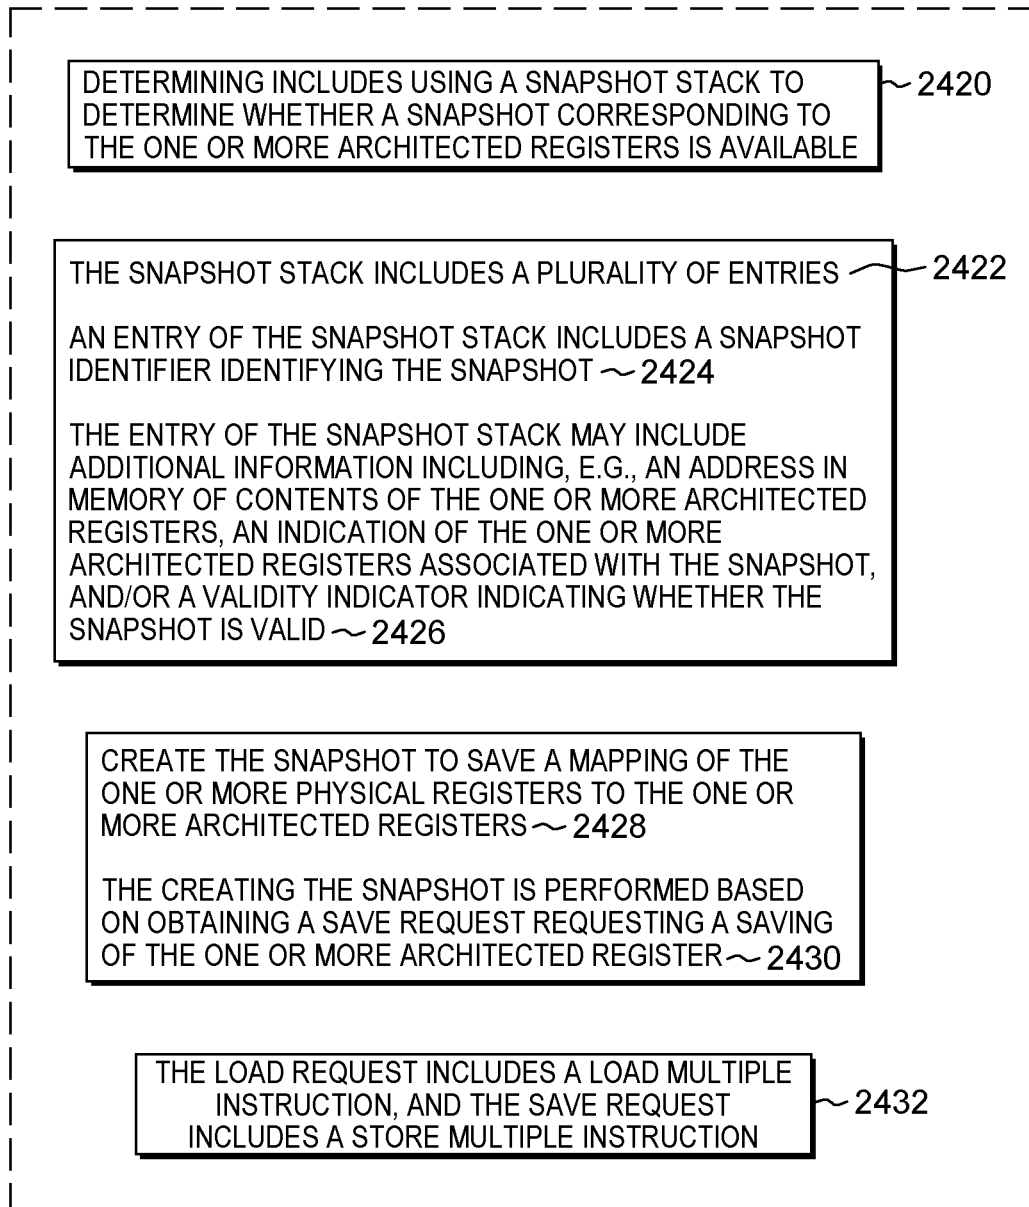 DETERMINING INCLUDES USING A SNAPSHOT STACK TO
DETERMINE WHETHER A SNAPSHOT CORRESPONDING TO
THE ONE OR MORE ARCHITECTED REGISTERS IS AVAILABLE
2420
THE SNAPSHOT STACK INCLUDES A PLURALITY OF ENTRIES
2422
AN ENTRY OF THE SNAPSHOT STACK INCLUDES A SNAPSHOT
IDENTIFIER IDENTIFYING THE SNAPSHOT 2424
THE ENTRY OF THE SNAPSHOT STACK MAY INCLUDE
ADDITIONAL INFORMATION INCLUDING, E.G., AN ADDRESS IN
MEMORY OF CONTENTS OF THE ONE OR MORE ARCHITECTED
REGISTERS, AN INDICATION OF THE ONE OR MORE
ARCHITECTED REGISTERS ASSOCIATED WITH THE SNAPSHOT,
AND/OR A VALIDITY INDICATOR INDICATING WHETHER THE
SNAPSHOT IS VALID 2426
CREATE THE SNAPSHOT TO SAVE A MAPPING OF THE
ONE OR MORE PHYSICAL REGISTERS TO THE ONE OR
MORE ARCHITECTED REGISTERS 2428
THE CREATING THE SNAPSHOT IS PERFORMED BASED
ON OBTAINING A SAVE REQUEST REQUESTING A SAVING
OF THE ONE OR MORE ARCHITECTED REGISTER 2430
THE LOAD REQUEST INCLUDES A LOAD MULTIPLE
INSTRUCTION, AND THE SAVE REQUEST
INCLUDES A STORE MULTIPLE INSTRUCTION
2432